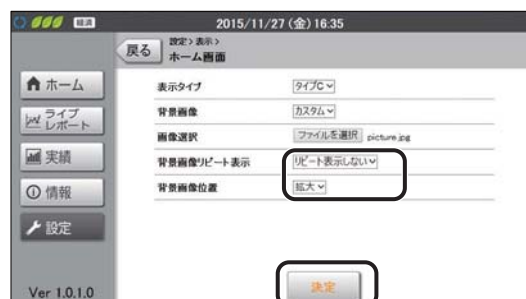 経済
2015/11/27 (金) 16:35
戻る
設定 > 表示 >
ホーム画面
ホーム
ライブ
レポート
実績
情報
設定
Ver 1.0.1.0
表示タイプ タイプC
背景画像 カスタム
画像選択 ファイルを選択 picture.jpg
背景画像リピート表示 リピート表示しない
背景画像位置 拡大
決定